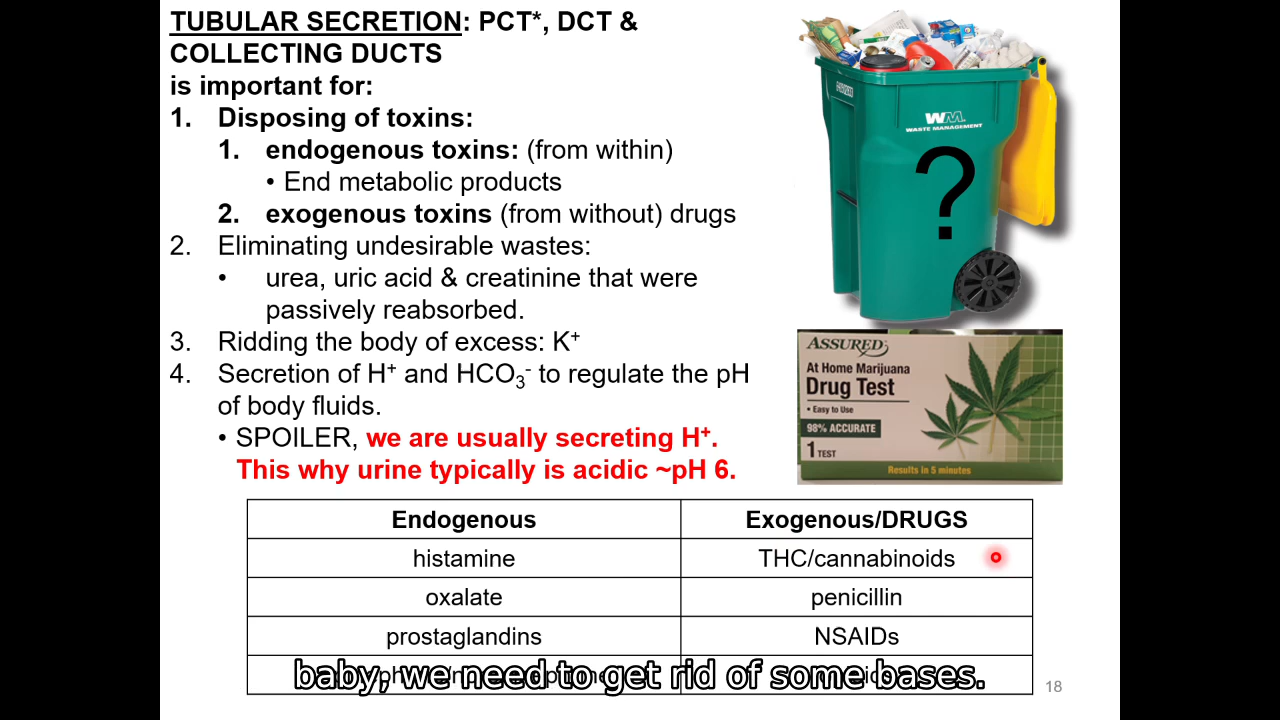 TUBULAR SECRETION: PCT*, DCT &
COLLECTING DUCTS
is important for:
1. Disposing of toxins:
1. endogenous toxins: (from within)
• End metabolic products
2. exogenous toxins (from without) drugs
2. Eliminating undesirable wastes:
• urea, uric acid & creatinine that were
passively reabsorbed.
3. Ridding the body of excess: K⁺
4. Secretion of H⁺ and HCO₃⁻ to regulate the pH
of body fluids.
• SPOILER, we are usually secreting H⁺.
This why urine typically is acidic ~pH 6.
WM
WASTE MANAGEMENT
?
ASSURED
At Home Marijuana
Drug Test
• Easy to Use
98% ACCURATE
1 TEST
Results in 5 minutes
Endogenous Exogenous/DRUGS
histamine THC/cannabinoids
oxalate penicillin
prostaglandins NSAIDs
baby, we need to get rid of some bases.
18